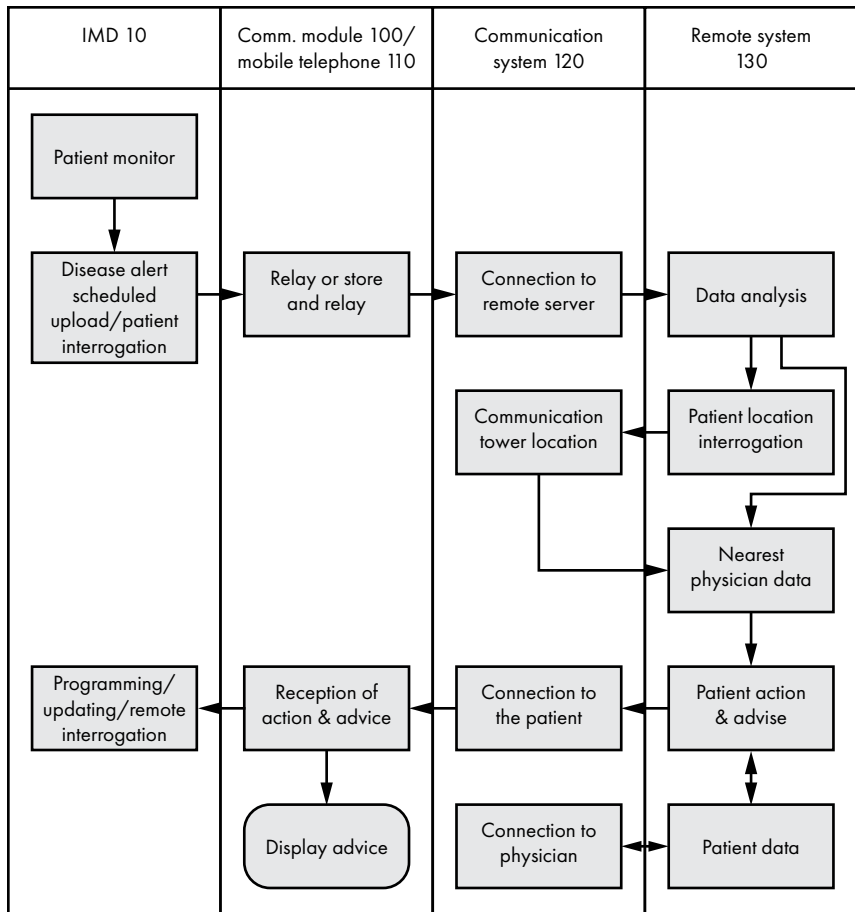 IMD 10
Comm. module 100/
mobile telephone 110
Communication
system 120
Remote system
130
Patient monitor
Disease alert
scheduled
upload/patient
interrogation
Relay or store
and relay
Connection to
remote server
Data analysis
Communication
tower location
Patient location
interrogation
Nearest
physician data
Programming/
updating/remote
interrogation
Reception of
action & advice
Connection to
the patient
Patient action
& advise
Display advice
Connection to
physician
Patient data